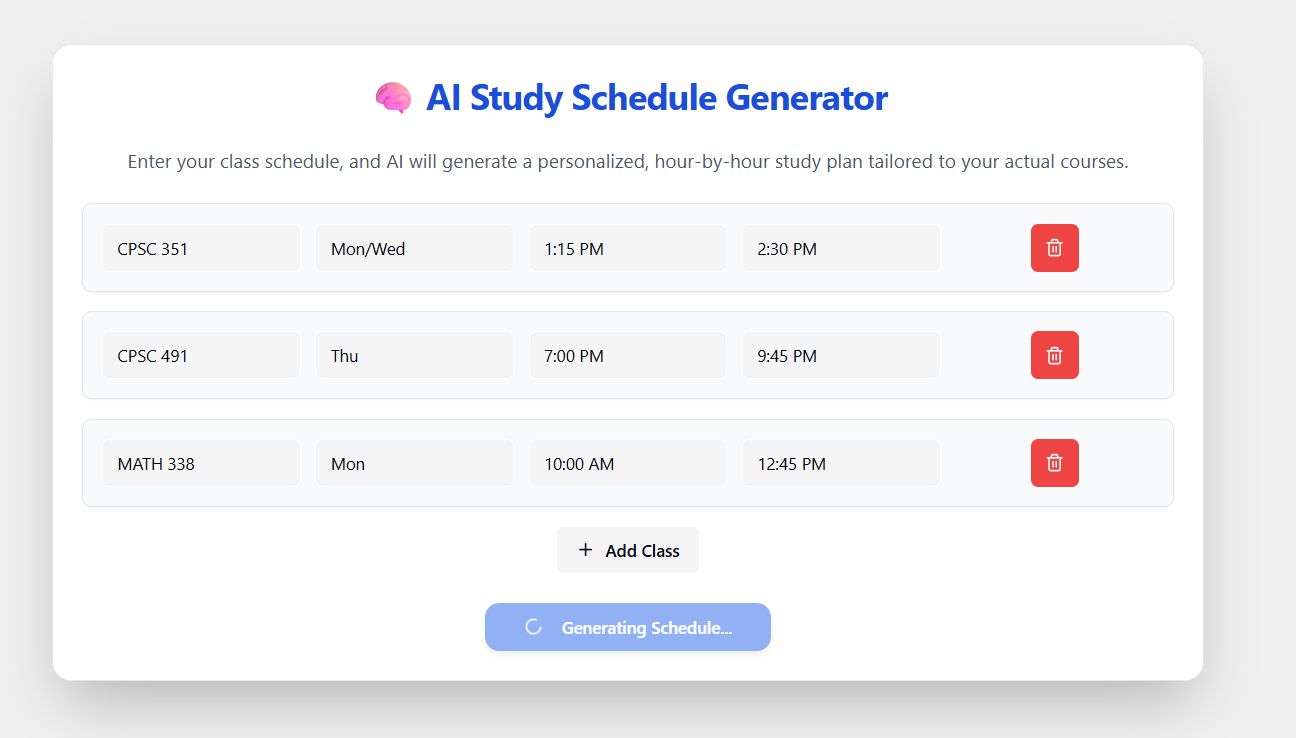 AI Study Schedule Generator
Enter your class schedule, and AI will generate a personalized, hour-by-hour study plan tailored to your actual courses.
CPSC 351 Mon/Wed 1:15 PM 2:30 PM
CPSC 491 Thu 7:00 PM 9:45 PM
MATH 338 Mon 10:00 AM 12:45 PM
+ Add Class
Generating Schedule...